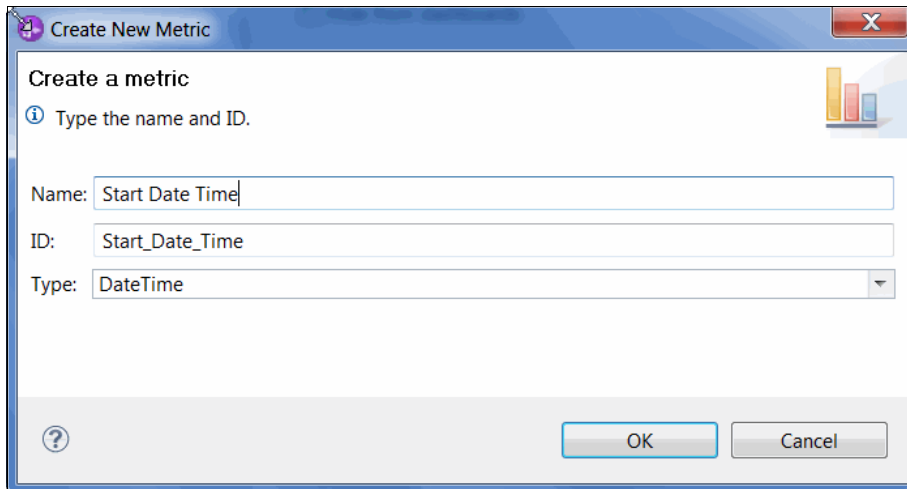 Create New Metric
X
Create a metric
Type the name and ID.
Name: Start Date Time
ID: Start_Date_Time
Type: DateTime
? OK Cancel